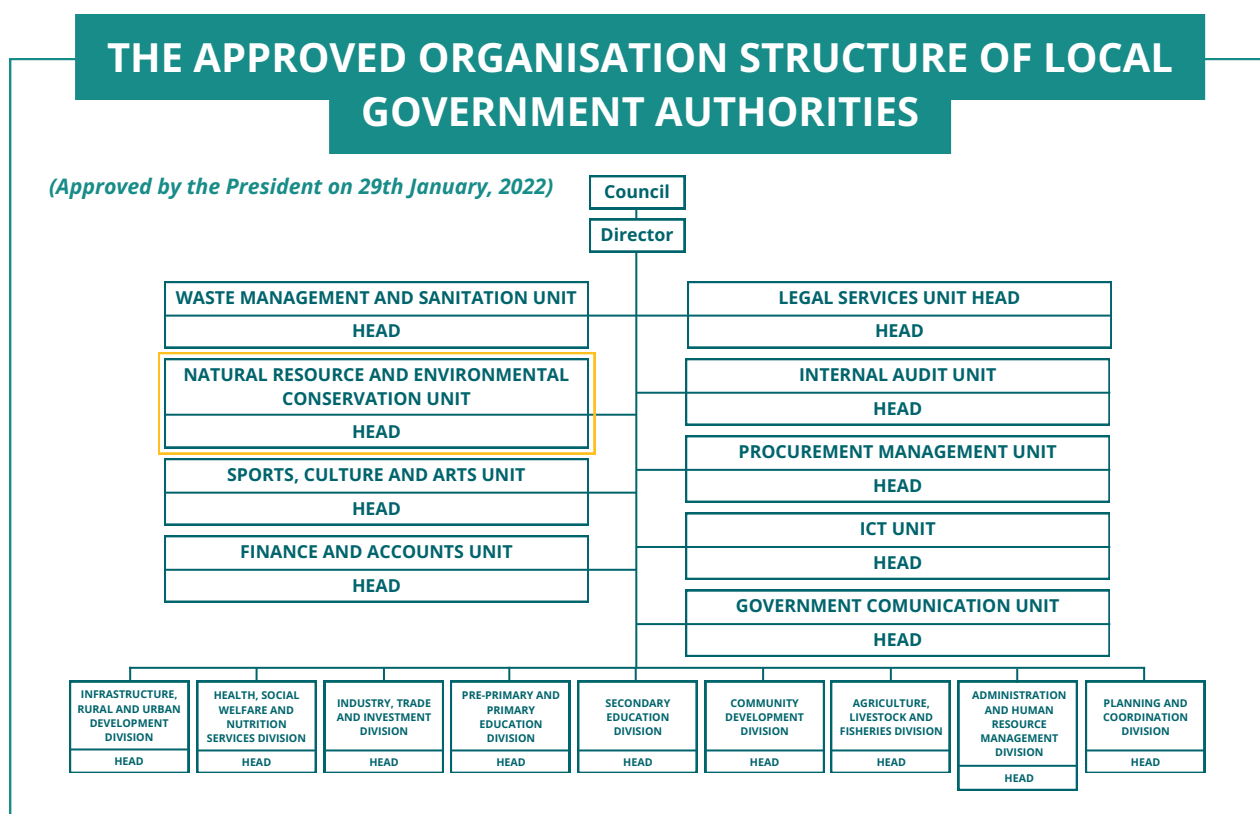 THE APPROVED ORGANISATION STRUCTURE OF LOCAL
GOVERNMENT AUTHORITIES
(Approved by the President on 29th January, 2022)
Council
Director
WASTE MANAGEMENT AND SANITATION UNIT
HEAD
NATURAL RESOURCE AND ENVIRONMENTAL
CONSERVATION UNIT
HEAD
SPORTS, CULTURE AND ARTS UNIT
HEAD
FINANCE AND ACCOUNTS UNIT
HEAD
LEGAL SERVICES UNIT HEAD
HEAD
INTERNAL AUDIT UNIT
HEAD
PROCUREMENT MANAGEMENT UNIT
HEAD
ICT UNIT
HEAD
GOVERNMENT COMUNICATION UNIT
HEAD
INFRASTRUCTURE,
RURAL AND URBAN
DEVELOPMENT
DIVISION
HEAD
HEALTH, SOCIAL
WELFARE AND
NUTRITION
SERVICES DIVISION
HEAD
INDUSTRY, TRADE
AND INVESTMENT
DIVISION
HEAD
PRE-PRIMARY AND
PRIMARY
EDUCATION
DIVISION
HEAD
SECONDARY
EDUCATION
DIVISION
HEAD
COMMUNITY
DEVELOPMENT
DIVISION
HEAD
AGRICULTURE,
LIVESTOCK AND
FISHERIES DIVISION
HEAD
ADMINISTRATION
AND HUMAN
RESOURCE
MANAGEMENT
DIVISION
HEAD
PLANNING AND
COORDINATION
DIVISION
HEAD